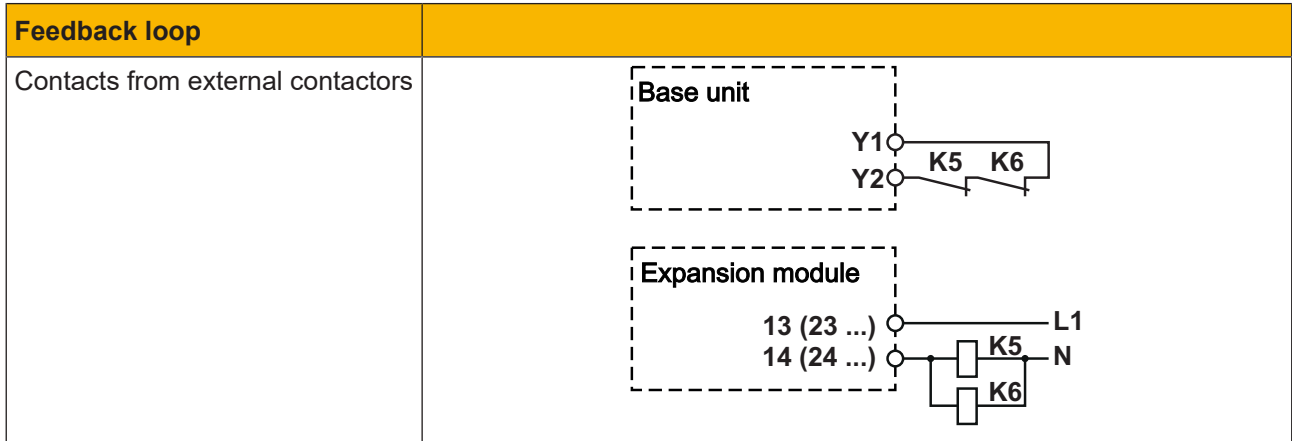 Feedback loop
Contacts from external contactors
Base unit
Y1
K5 K6
Y2
Expansion module
13 (23 ...) L1
14 (24 ...) K5 N
K6